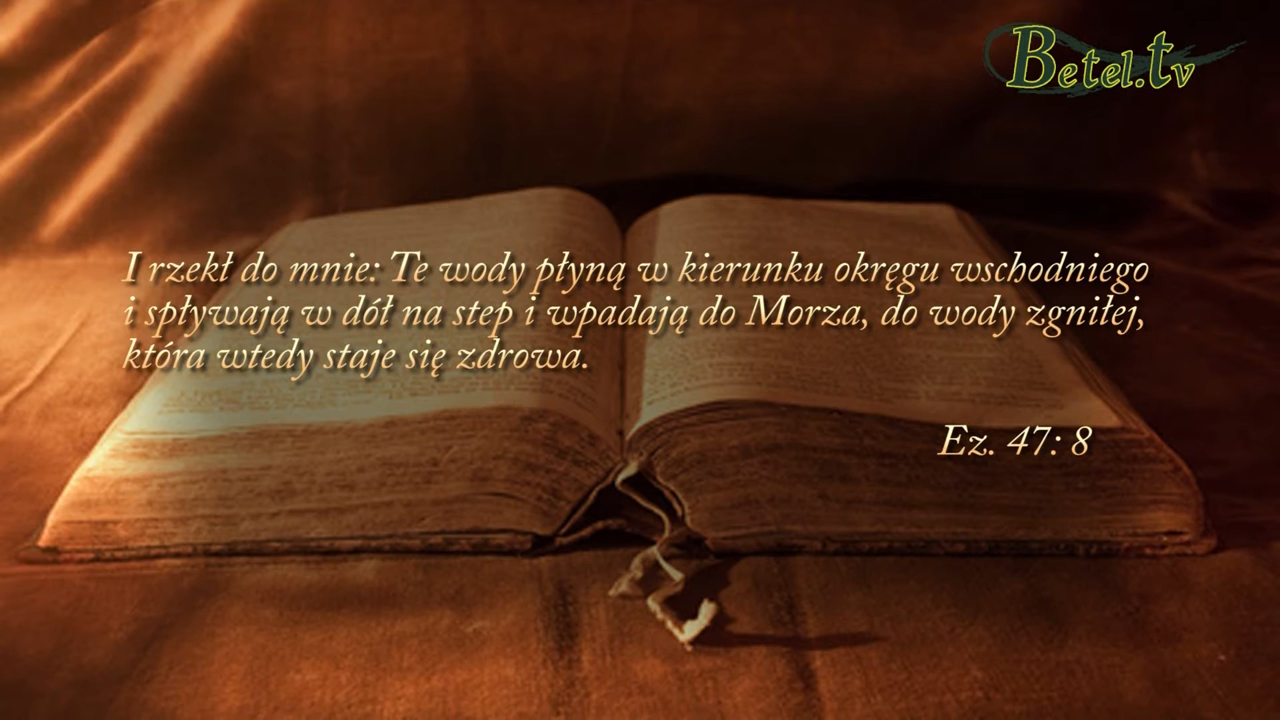 Betel.tv
I rzekł do mnie: Te wody płyną w kierunku okręgu wschodniego
i spływają w dół na step i wpadają do Morza, do wody zgniłej,
która wtedy staje się zdrowa.
Ez. 47: 8